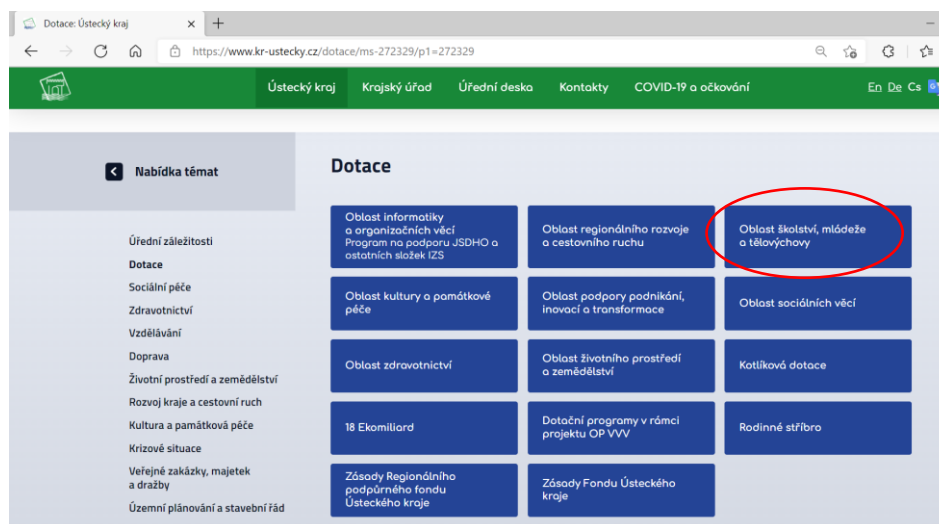 Dotace: Ústecký kraj
https://www.kr-ustecky.cz/dotace/ms-272329/p1=272329
Ústecký kraj
Krajský úřad
Úřední deska
Kontakty
COVID-19 a očkování
En De Cs
Nabídka témat
Úřední záležitosti
Dotace
Sociální péče
Zdravotnictví
Vzdělávání
Doprava
Životní prostředí a zemědělství
Rozvoj kraje a cestovní ruch
Kultura a památková péče
Krizové situace
Veřejné zakázky, majetek
a dražby
Územní plánování a stavební řád
Dotace
Oblast informatiky
a organizačních věcí
Program na podporu JSDHO a
ostatních složek IZS
Oblast regionálního rozvoje
a cestovního ruchu
Oblast školství, mládeže
a tělovýchovy
Oblast kultury a památkové
péče
Oblast podpory podnikání,
inovací a transformace
Oblast sociálních věcí
Oblast zdravotnictví
Oblast životního prostředí
a zemědělství
Kotlíková dotace
18 Ekomiliard
Dotační programy v rámci
projektu OP VVV
Rodinné stříbro
Zásady Regionálního
podpůrného fondu
Ústeckého kraje
Zásady Fondu Ústeckého
kraje